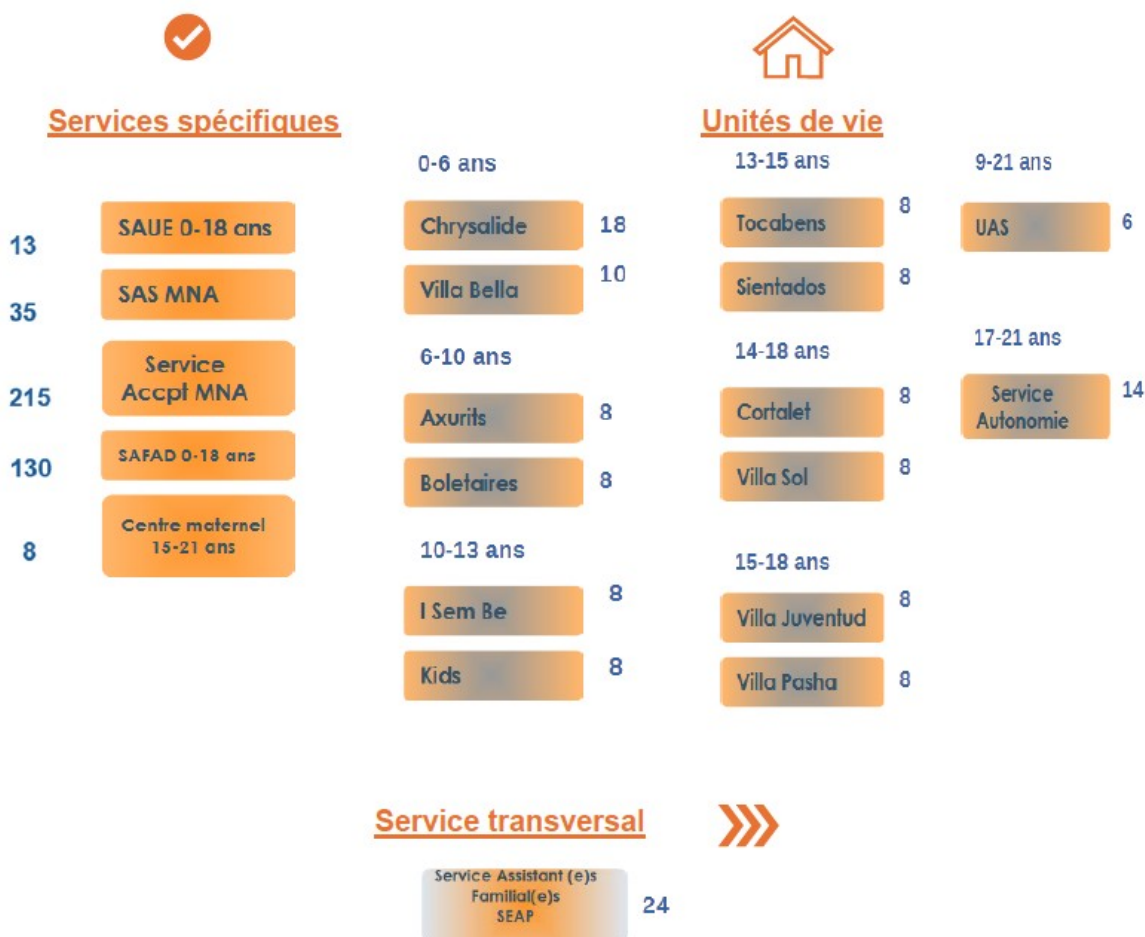 Services spécifiques
13
SAUE 0-18 ans
35
SAS MNA
215
Service
Accpt MNA
130
SAFAD 0-18 ans
8
Centre maternel
15-21 ans
Unités de vie
0-6 ans
Chrysalide
18
Villa Bella
10
6-10 ans
Axurits
8
Boletaires
8
10-13 ans
I Sem Be
8
Kids
8
13-15 ans
Tocabens
8
Sientados
8
14-18 ans
Cortalet
8
Villa Sol
8
15-18 ans
Villa Juventud
8
Villa Pasha
8
9-21 ans
UAS
6
17-21 ans
Service
Autonomie
14
Service transversal
Service Assistant (e)s
Familial(e)s
SEAP
24